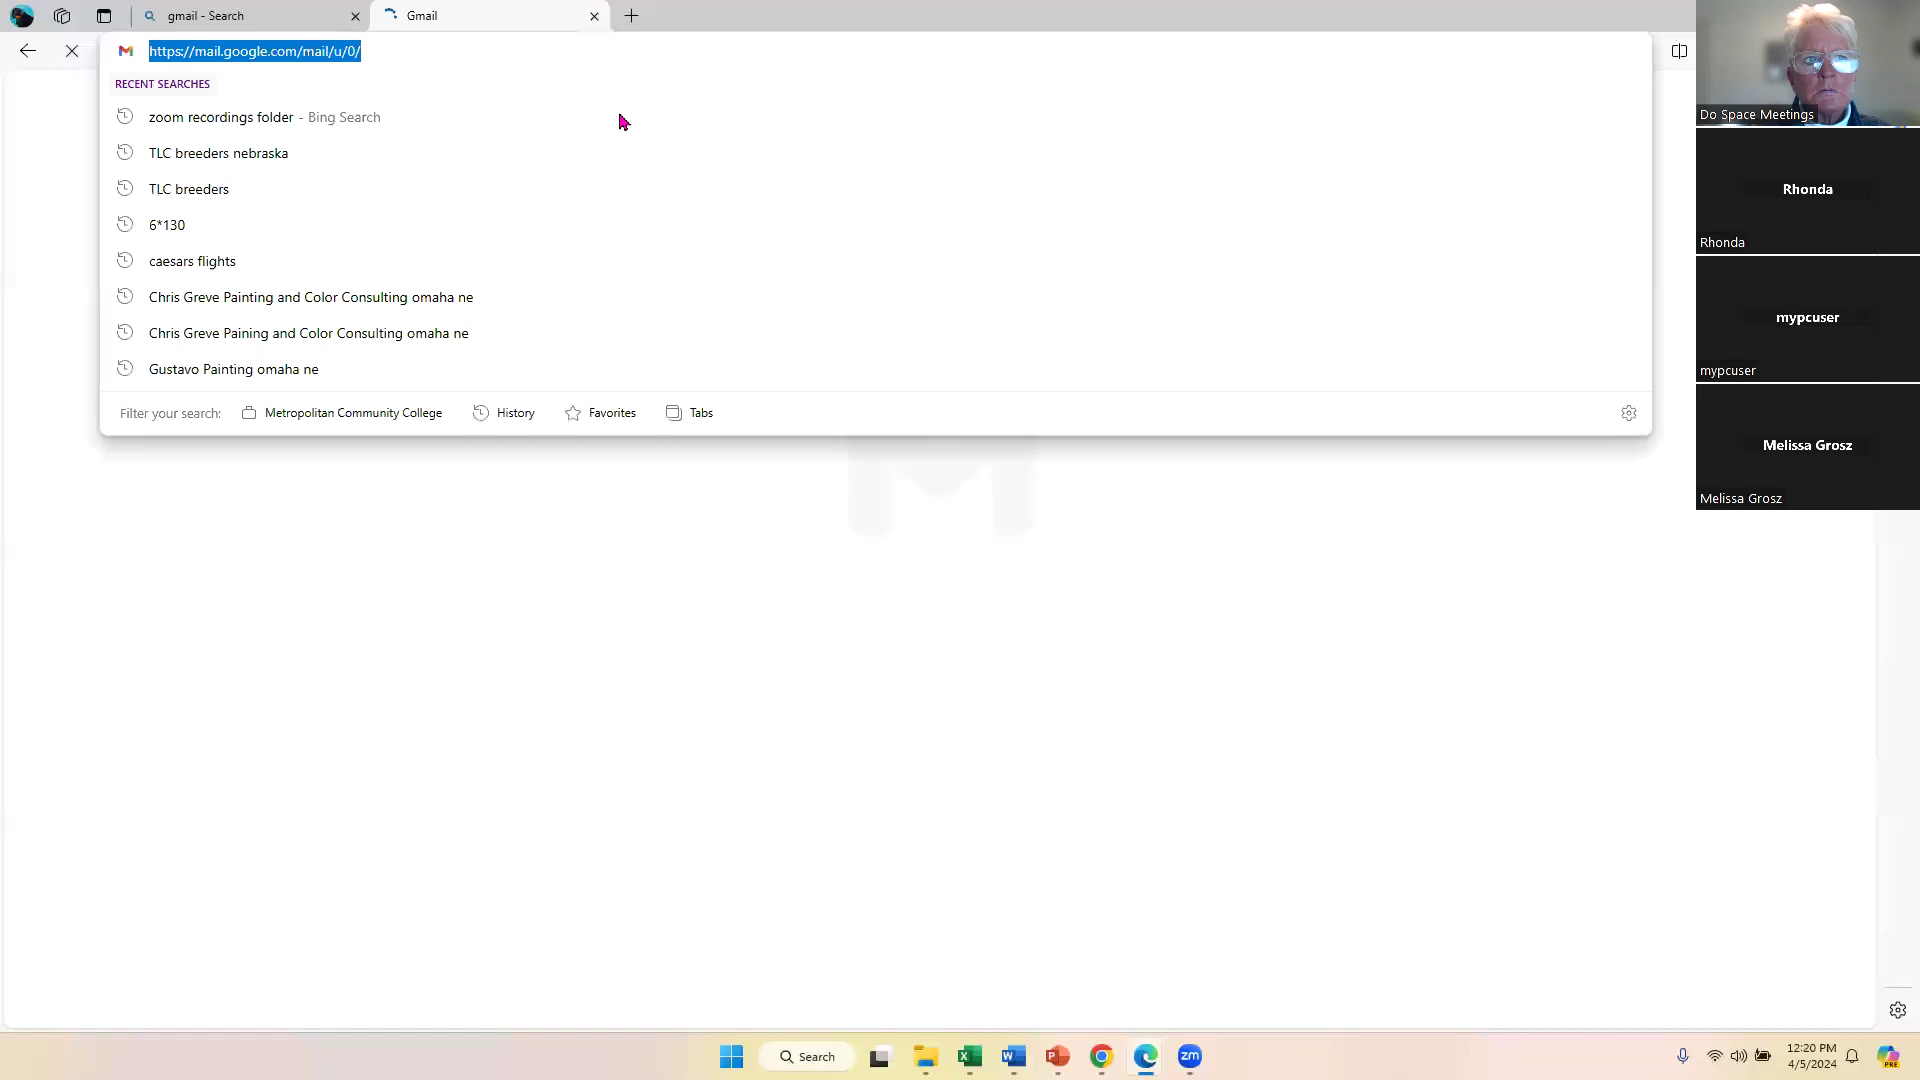 gmail - Search
Gmail
https://mail.google.com/mail/u/0/
RECENT SEARCHES
zoom recordings folder - Bing Search
TLC breeders nebraska
TLC breeders
6*130
caesars flights
Chris Greve Painting and Color Consulting omaha ne
Chris Greve Paining and Color Consulting omaha ne
Gustavo Painting omaha ne
Filter your search:
Metropolitan Community College
History
Favorites
Tabs
Do Space Meetings
Rhonda
Rhonda
mypcuser
mypcuser
Melissa Grosz
Melissa Grosz
Search
zm
12:20 PM
4/5/2024
PRE